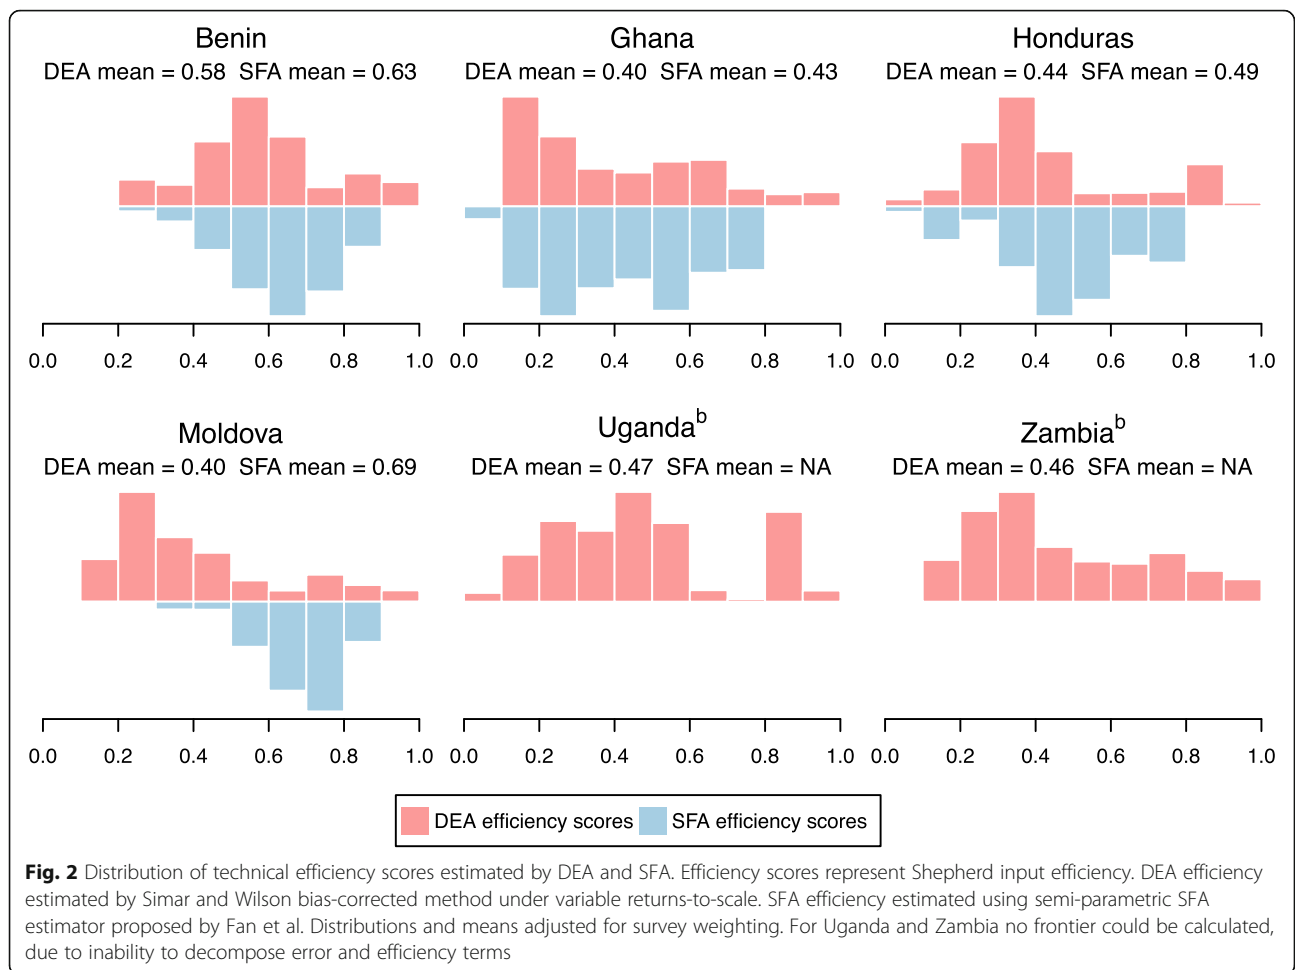 Benin
DEA mean = 0.58 SFA mean = 0.63
Ghana
DEA mean = 0.40 SFA mean = 0.43
Honduras
DEA mean = 0.44 SFA mean = 0.49
0.0 0.2 0.4 0.6 0.8 1.0
0.0 0.2 0.4 0.6 0.8 1.0
0.0 0.2 0.4 0.6 0.8 1.0
Moldova
DEA mean = 0.40 SFA mean = 0.69
Uganda^b
DEA mean = 0.47 SFA mean = NA
Zambia^b
DEA mean = 0.46 SFA mean = NA
0.0 0.2 0.4 0.6 0.8 1.0
0.0 0.2 0.4 0.6 0.8 1.0
0.0 0.2 0.4 0.6 0.8 1.0
DEA efficiency scores SFA efficiency scores
Fig. 2 Distribution of technical efficiency scores estimated by DEA and SFA. Efficiency scores represent Shepherd input efficiency. DEA efficiency
estimated by Simar and Wilson bias-corrected method under variable returns-to-scale. SFA efficiency estimated using semi-parametric SFA
estimator proposed by Fan et al. Distributions and means adjusted for survey weighting. For Uganda and Zambia no frontier could be calculated,
due to inability to decompose error and efficiency terms